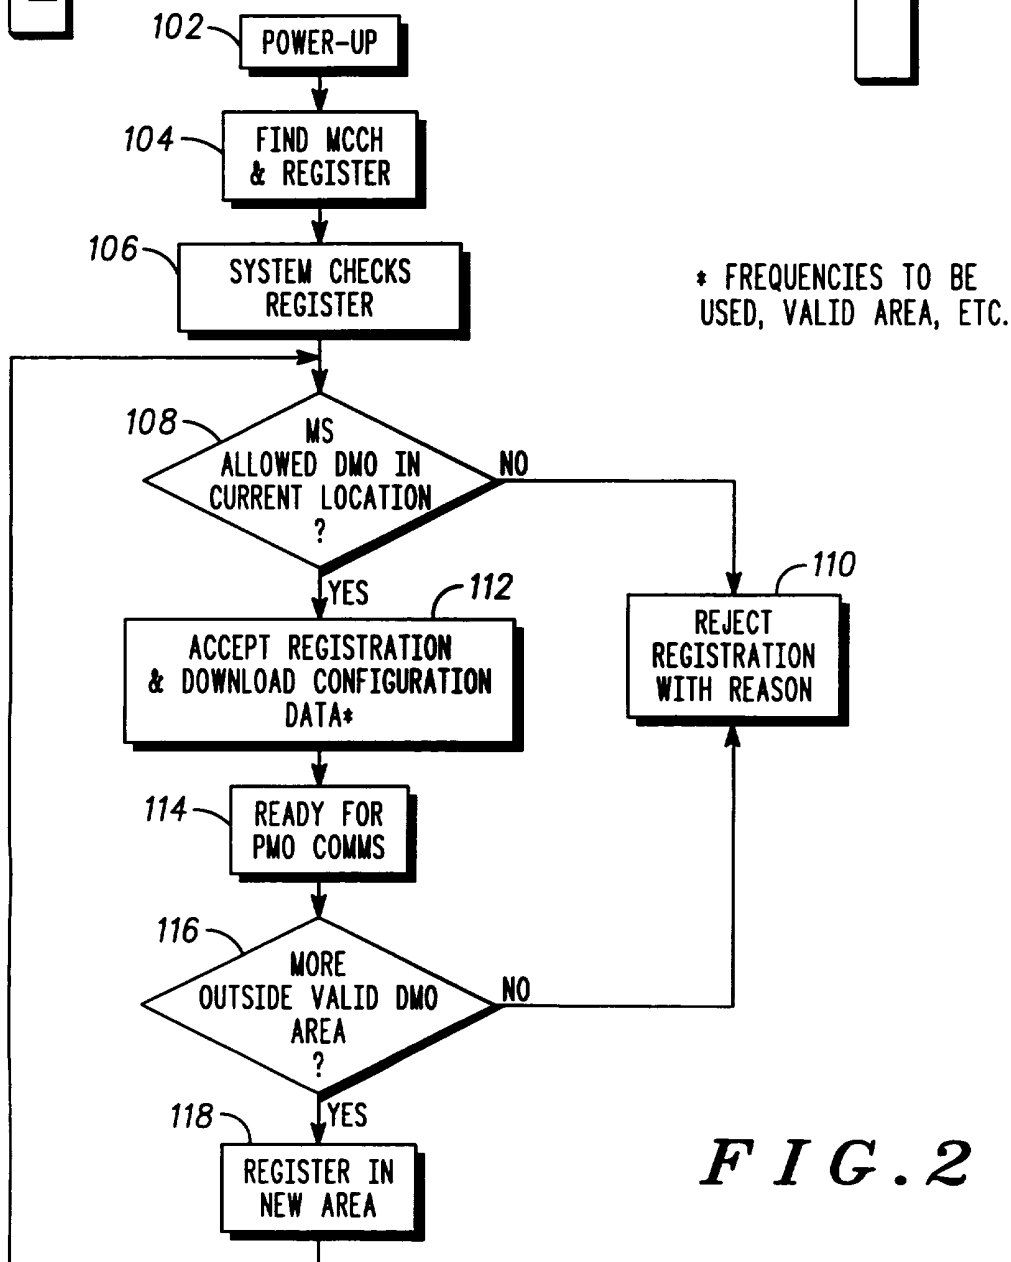 102
POWER-UP
104
FIND MCCH
& REGISTER
106
SYSTEM CHECKS
REGISTER
* FREQUENCIES TO BE
USED, VALID AREA, ETC.
108
MS
ALLOWED DMO IN
CURRENT LOCATION
?
NO
YES
110
REJECT
REGISTRATION
WITH REASON
112
ACCEPT REGISTRATION
& DOWNLOAD CONFIGURATION
DATA*
114
READY FOR
PMO COMMS
116
MORE
OUTSIDE VALID DMO
AREA
?
NO
YES
118
REGISTER IN
NEW AREA
FIG.2